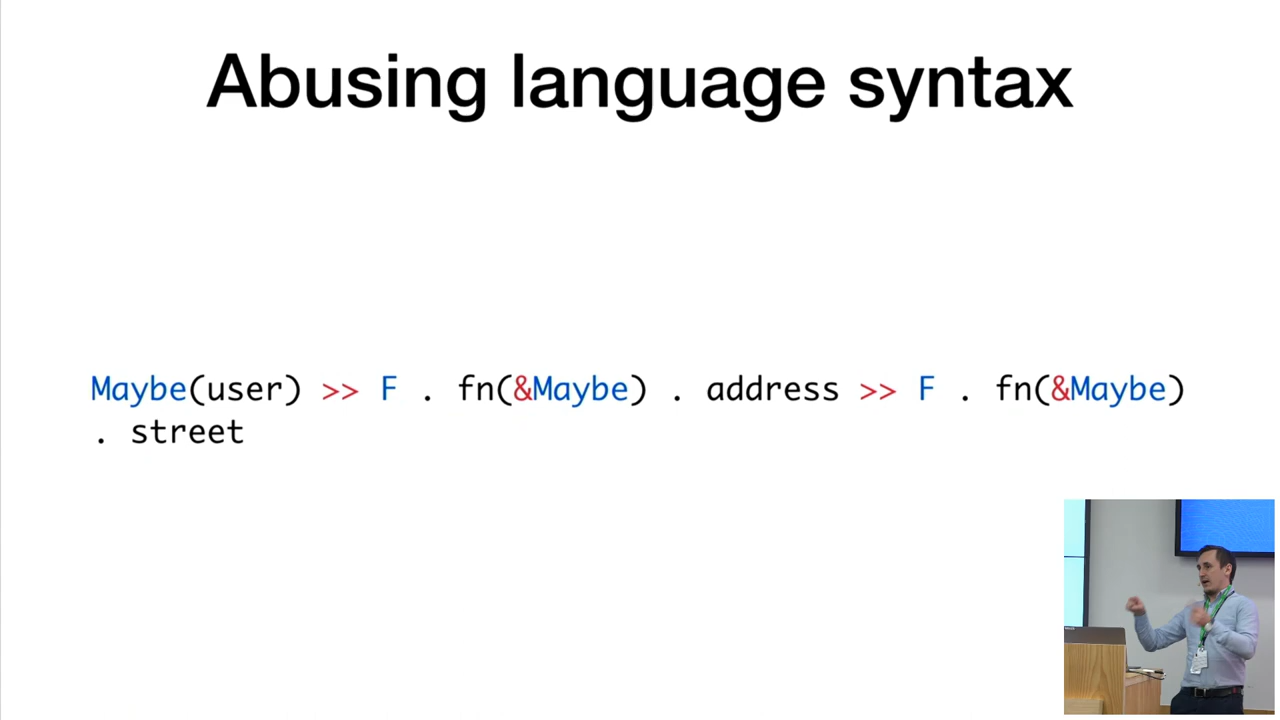 Abusing language syntax
Maybe(user) >> F . fn(&Maybe) . address >> F . fn(&Maybe)
. street